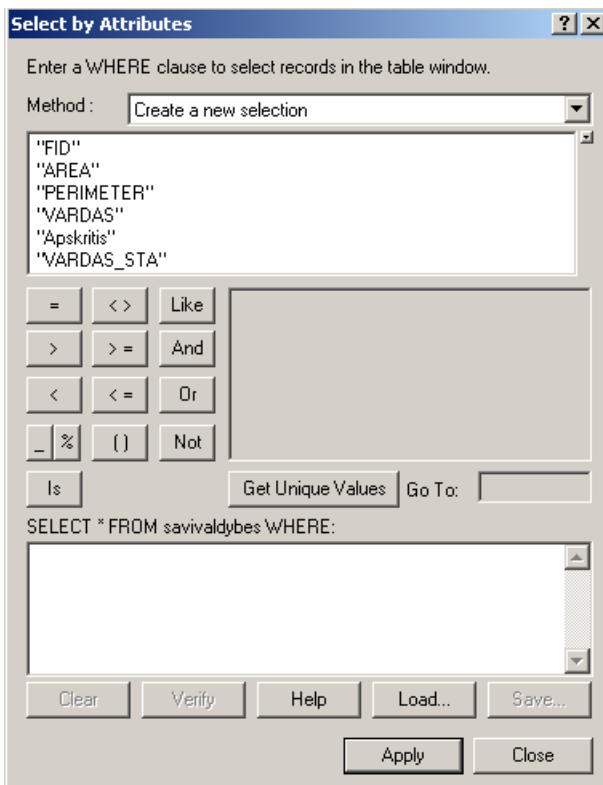 Select by Attributes
Enter a WHERE clause to select records in the table window.
Method : Create a new selection
"FID"
"AREA"
"PERIMETER"
"VARDAS"
"Apskritis"
"VARDAS_STA"
= < > Like
> > = And
< < = Or
_ % ( ) Not
Is Get Unique Values Go To:
SELECT * FROM savivaldybes WHERE:
Clear Verify Help Load... Save...
Apply Close